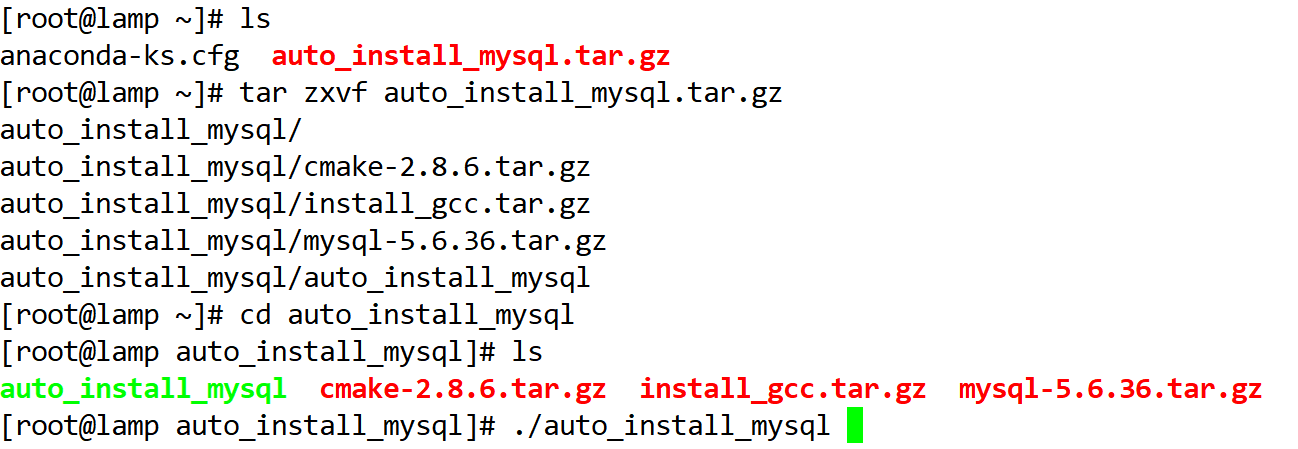 [root@lamp ~]# ls
anaconda-ks.cfg  auto_install_mysql.tar.gz
[root@lamp ~]# tar zxvf auto_install_mysql.tar.gz
auto_install_mysql/
auto_install_mysql/cmake-2.8.6.tar.gz
auto_install_mysql/install_gcc.tar.gz
auto_install_mysql/mysql-5.6.36.tar.gz
auto_install_mysql/auto_install_mysql
[root@lamp ~]# cd auto_install_mysql
[root@lamp auto_install_mysql]# ls
auto_install_mysql  cmake-2.8.6.tar.gz  install_gcc.tar.gz  mysql-5.6.36.tar.gz
[root@lamp auto_install_mysql]# ./auto_install_mysql